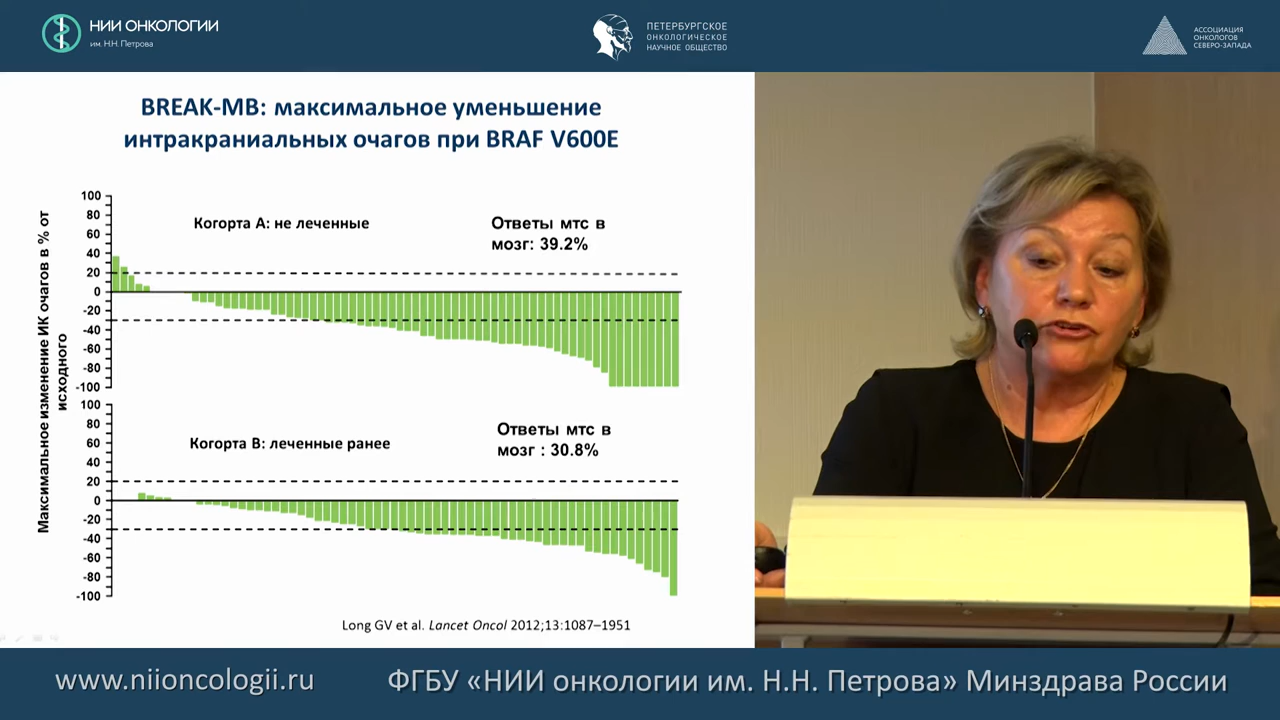 НИИ ОНКОЛОГИИ
им. Н.Н. Петрова
ПЕТЕРБУРГСКОЕ
ОНКОЛОГИЧЕСКОЕ
НАУЧНОЕ ОБЩЕСТВО
АССОЦИАЦИЯ
ОНКОЛОГОВ
СЕВЕРО-ЗАПАДА
BREAK-MB: максимальное уменьшение
интракраниальных очагов при BRAF V600E
Максимальное изменение ИК очагов в % от
исходного
100
80
60
40
20
0
-20
-40
-60
-80
-100
Когорта А: не леченные
Ответы мтс в
мозг: 39.2%
100
80
60
40
20
0
-20
-40
-60
-80
-100
Когорта В: леченные ранее
Ответы мтс в
мозг : 30.8%
Long GV et al. Lancet Oncol 2012;13:1087–1951
www.niioncologii.ru
ФГБУ «НИИ онкологии им. Н.Н. Петрова» Минздрава России